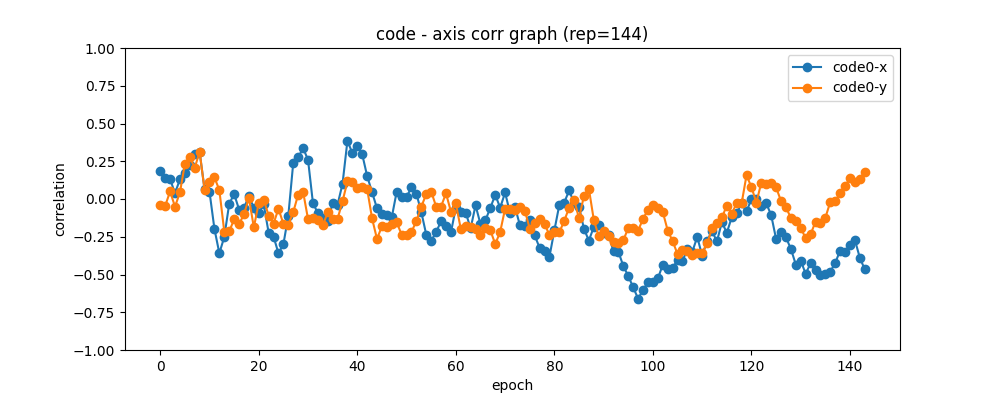 code - axis corr graph (rep=144)
1.00
0.75
0.50
0.25
0.00
−0.25
−0.50
−0.75
−1.00
correlation
code0-x
code0-y
0 20 40 60 80 100 120 140
epoch